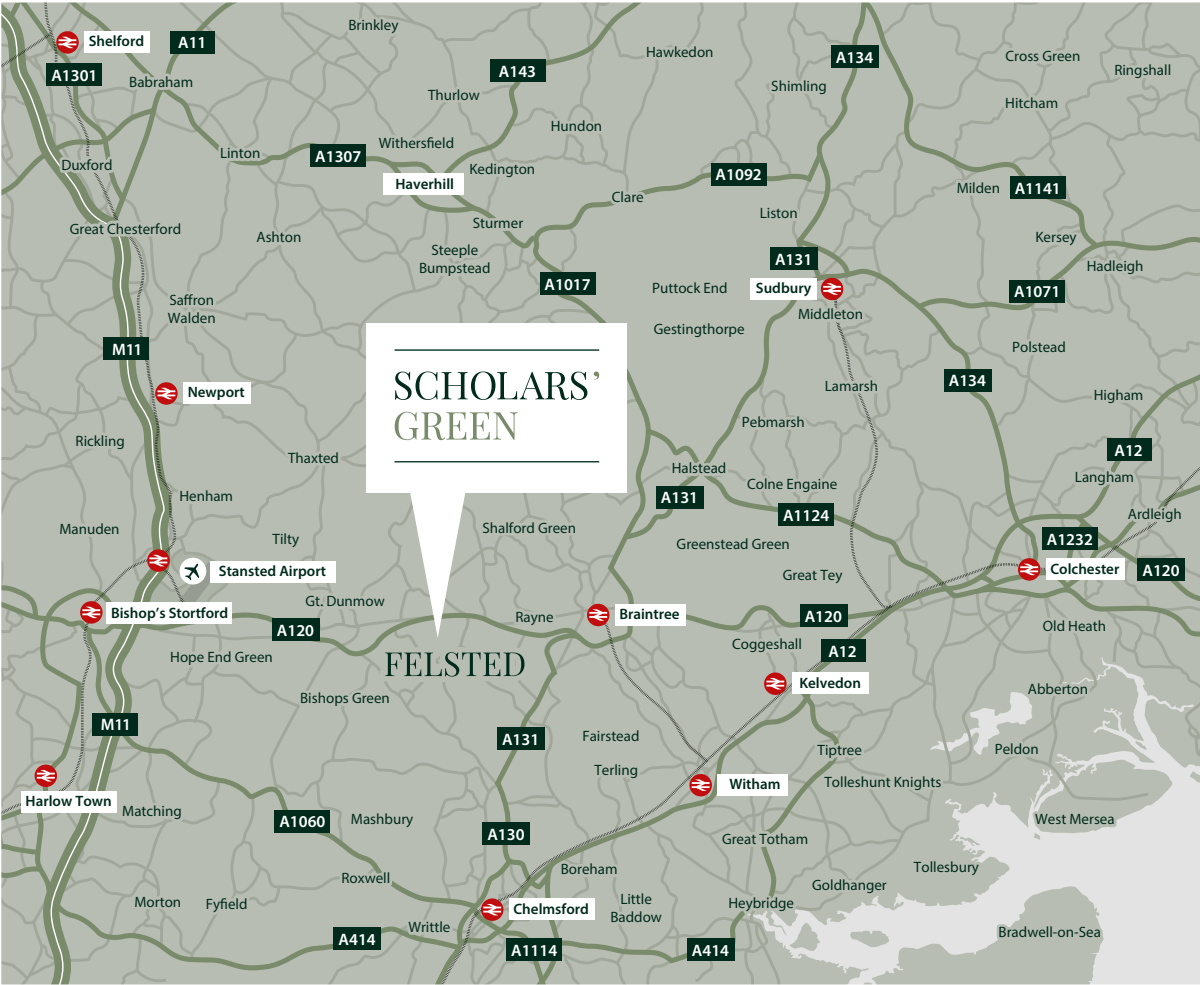 Brinkley
Shelford
A11
Hawkedon
A134
Cross Green
Ringshall
A1301
Babraham
A143
Thurlow
Shimling
Hitcham
Hundon
Withersfield
Linton
A1307
Duxford
Kedington
Haverhill
A1092
Milden
A1141
Clare
Liston
Great Chesterford
Ashton
Sturmer
Kersey
Steeple
Bumpstead
A131
Hadleigh
A1017
Puttock End
Sudbury
A1071
Saffron
Walden
Middleton
Gestingthorpe
M11
Polstead
SCHOLARS’
GREEN
Newport
Lamarsh
A134
Higham
Pebmarsh
Rickling
A12
Thaxted
Halstead
Langham
Colne Engaine
Henham
A131
A1124
Ardleigh
Manuden
Shalford Green
Tilty
Greenstead Green
A1232
Stansted Airport
Great Tey
Colchester
A120
Gt. Dunmow
Bishop’s Stortford
Rayne
Braintree
A120
A120
Old Heath
Coggeshall
A12
Hope End Green
FELSTED
Kelvedon
Abberton
Bishops Green
M11
A131
Fairstead
Tiptree
Peldon
Terling
Witham
Tolleshunt Knights
Harlow Town
Matching
A1060
Mashbury
West Mersea
A130
Great Totham
Boreham
Tollesbury
Roxwell
Goldhanger
Morton
Fyfield
Chelmsford
Little
Baddow
Heybridge
Writtle
Bradwell-on-Sea
A414
A1114
A414